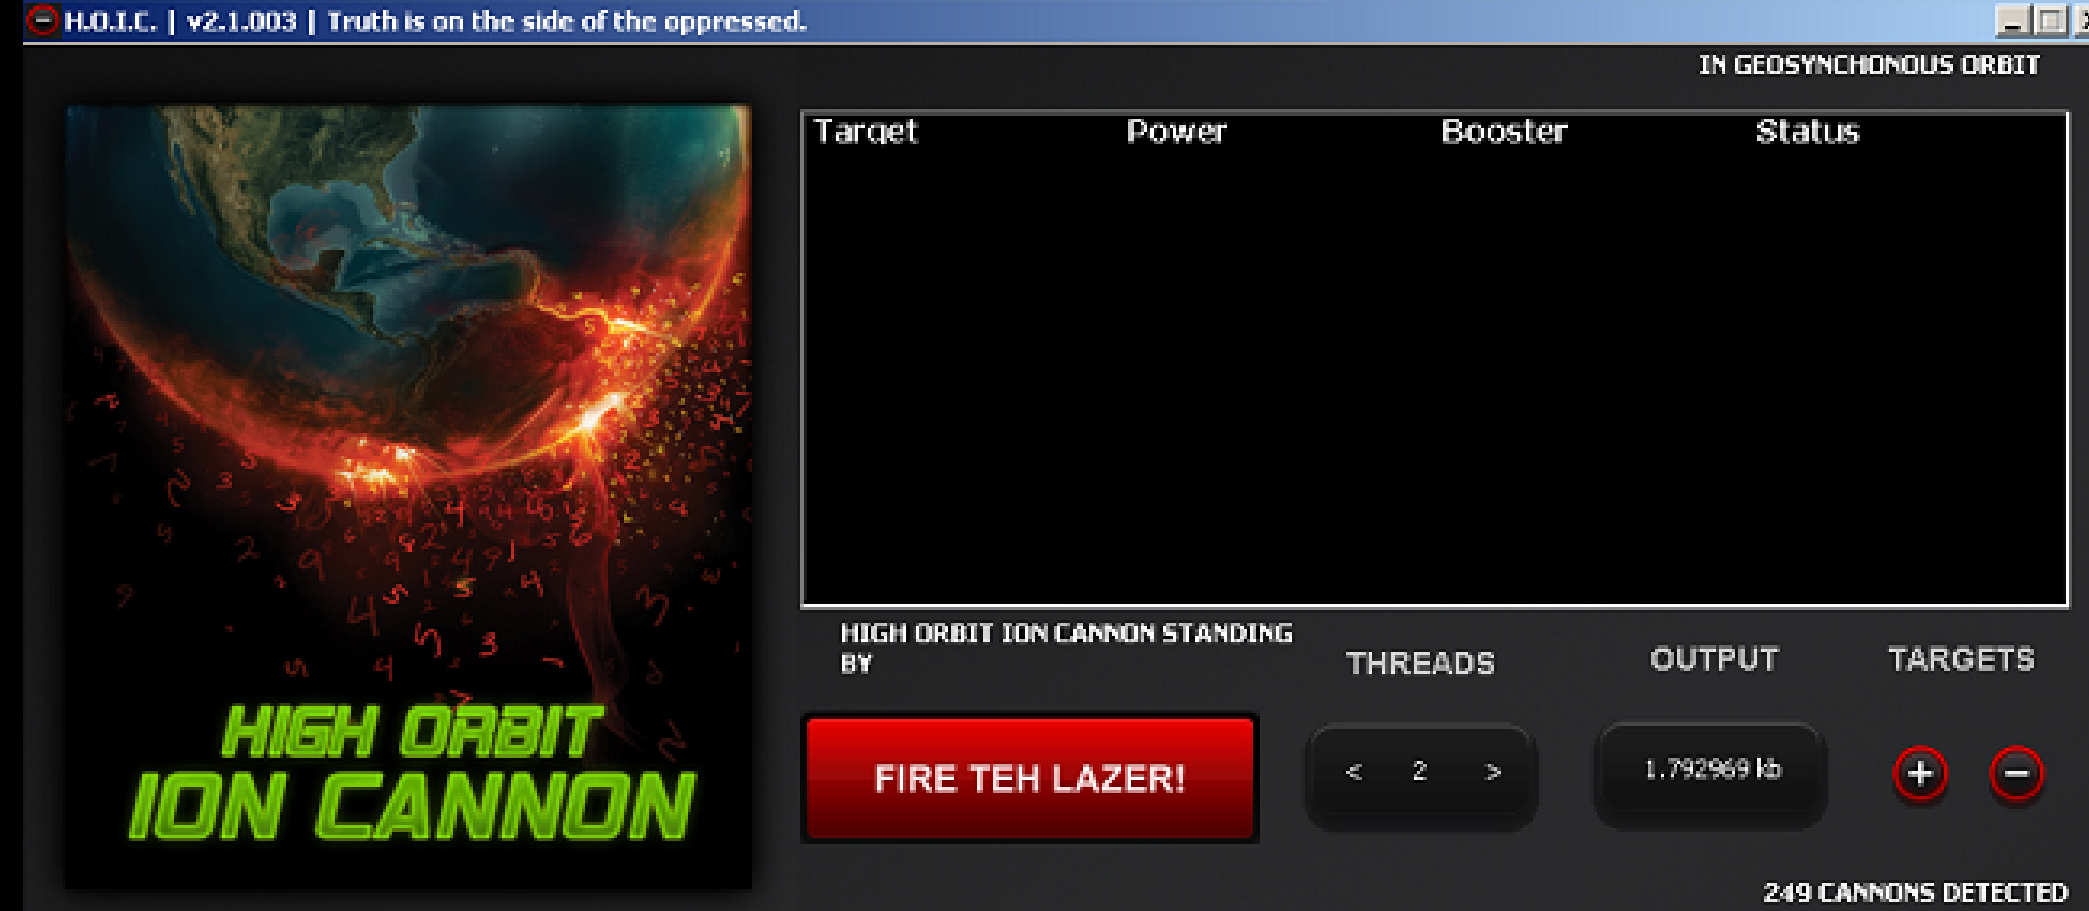 H.O.I.C. | v2.1.003 | Truth is on the side of the oppressed.
IN GEOSYNCHONOUS ORBIT
Target Power Booster Status
HIGH ORBIT ION CANNON STANDING
BY
THREADS OUTPUT TARGETS
HIGH ORBIT
ION CANNON
FIRE TEH LAZER!
< 2 >
1.792969 kb
+ −
249 CANNONS DETECTED